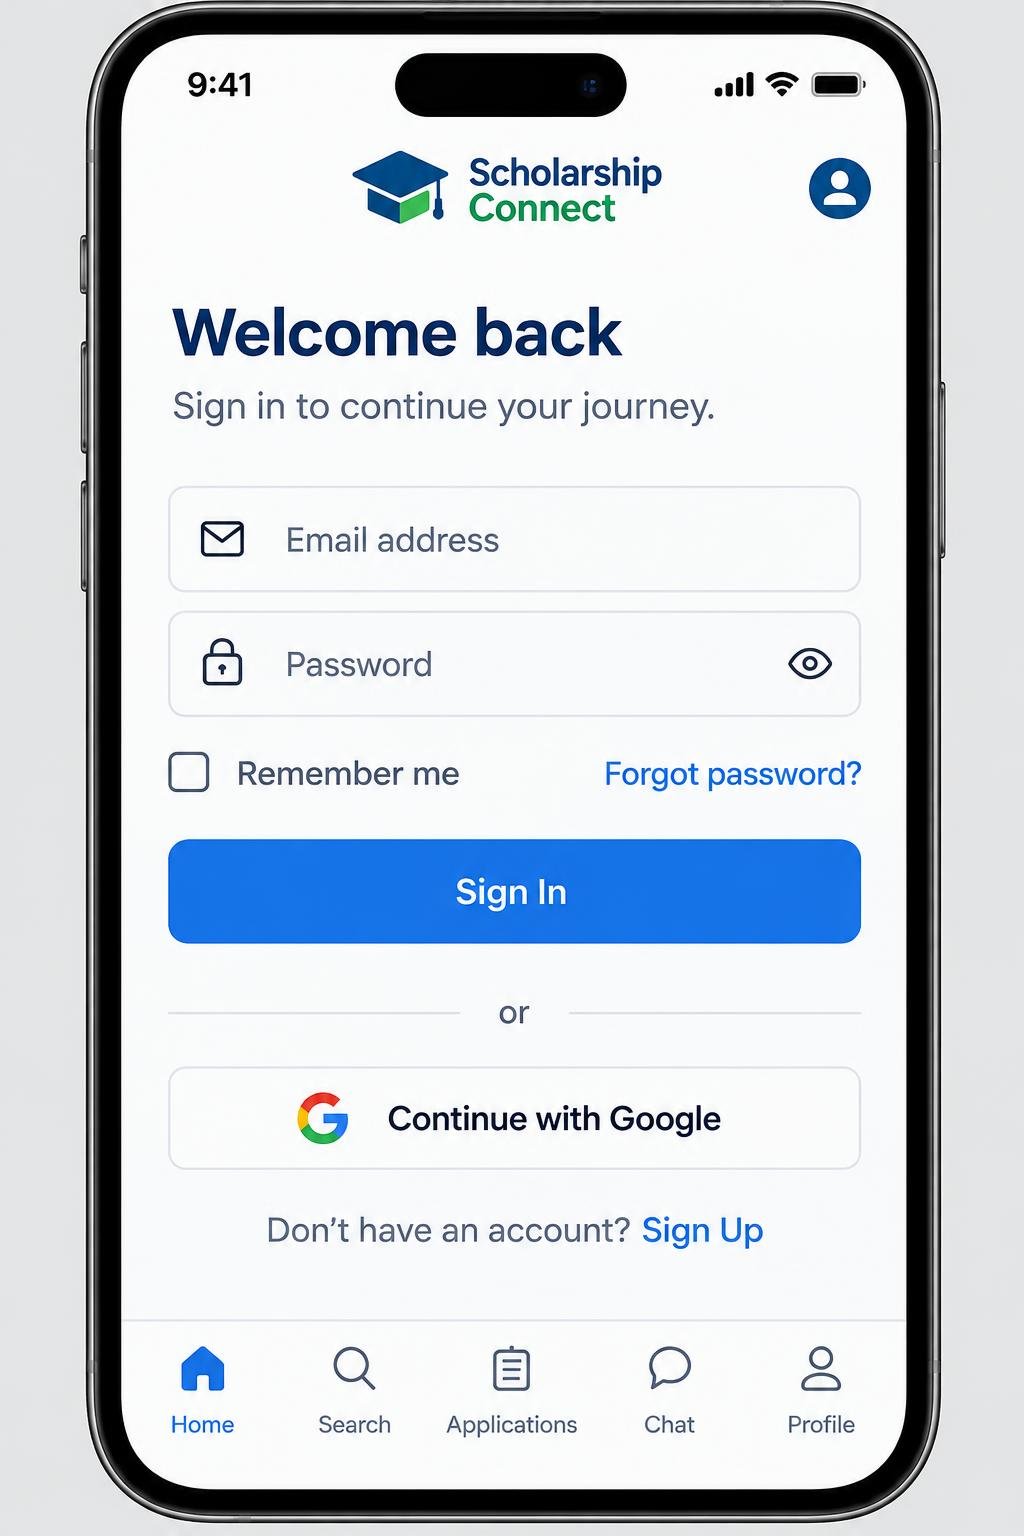 9:41
Scholarship
Connect
Welcome back
Sign in to continue your journey.
Email address
Password
Remember me
Forgot password?
Sign In
or
Continue with Google
Don’t have an account? Sign Up
Home
Search
Applications
Chat
Profile